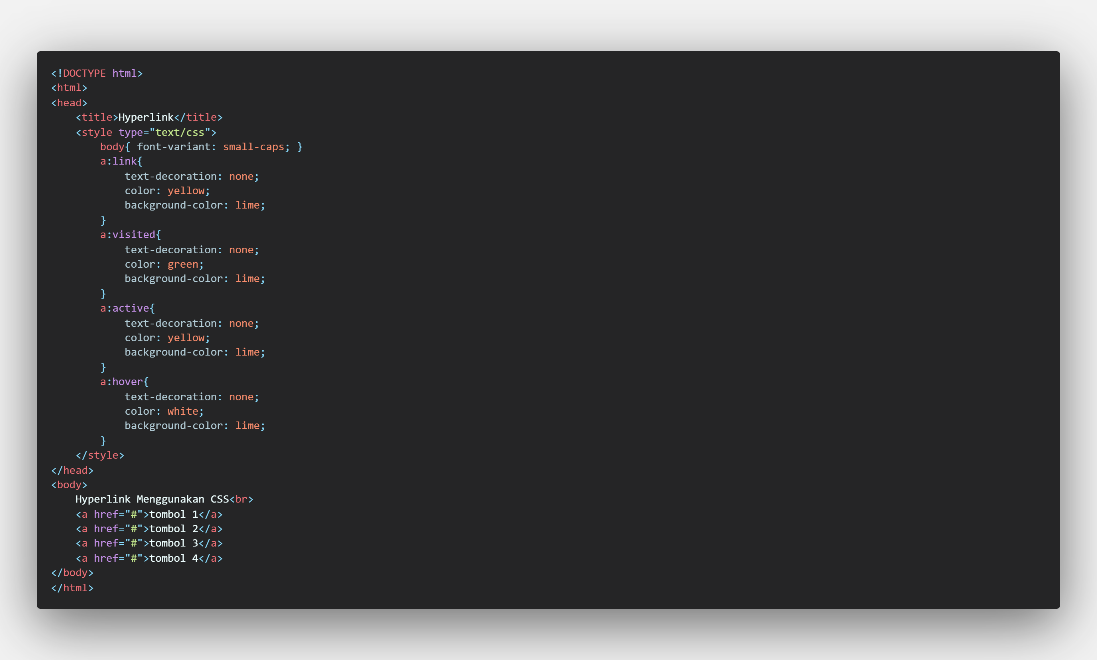 <!DOCTYPE html>
<html>
<head>
    <title>Hyperlink</title>
    <style type="text/css">
        body{ font-variant: small-caps; }
        a:link{
            text-decoration: none;
            color: yellow;
            background-color: lime;
        }
        a:visited{
            text-decoration: none;
            color: green;
            background-color: lime;
        }
        a:active{
            text-decoration: none;
            color: yellow;
            background-color: lime;
        }
        a:hover{
            text-decoration: none;
            color: white;
            background-color: lime;
        }
    </style>
</head>
<body>
    Hyperlink Menggunakan CSS<br>
    <a href="#">tombol 1</a>
    <a href="#">tombol 2</a>
    <a href="#">tombol 3</a>
    <a href="#">tombol 4</a>
</body>
</html>